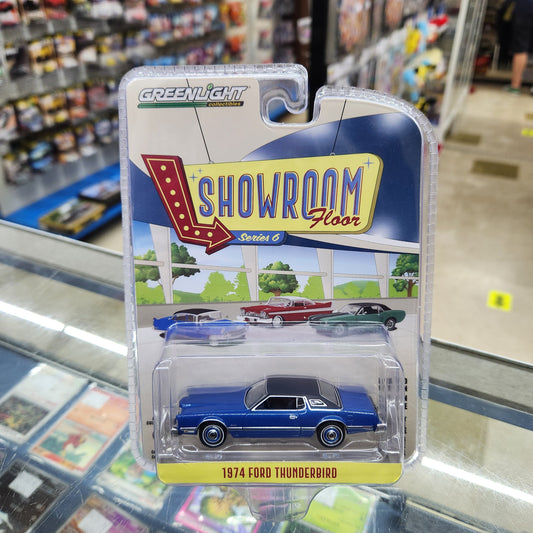 GREENLIGHT
collectibles
SHOWROOM
Floor
Series 6
1974 FORD THUNDERBIRD